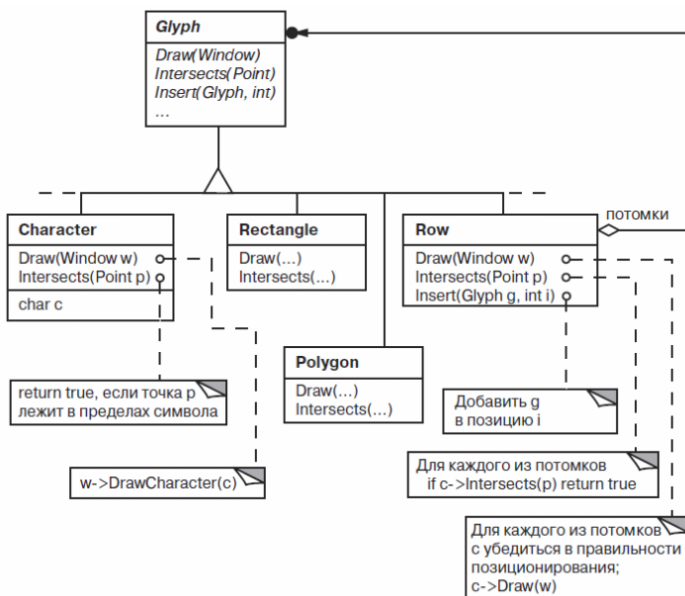 Glyph
Draw(Window)
Intersects(Point)
Insert(Glyph, int)
...
потомки
Character
Draw(Window w)
Intersects(Point p)
char c
Rectangle
Draw(...)
Intersects(...)
Row
Draw(Window w)
Intersects(Point p)
Insert(Glyph g, int i)
Polygon
Draw(...)
Intersects(...)
return true, если точка p
лежит в пределах символа
Добавить g
в позицию i
w->DrawCharacter(c)
Для каждого из потомков
if c->Intersects(p) return true
Для каждого из потомков
с убедиться в правильности
позиционирования;
c->Draw(w)